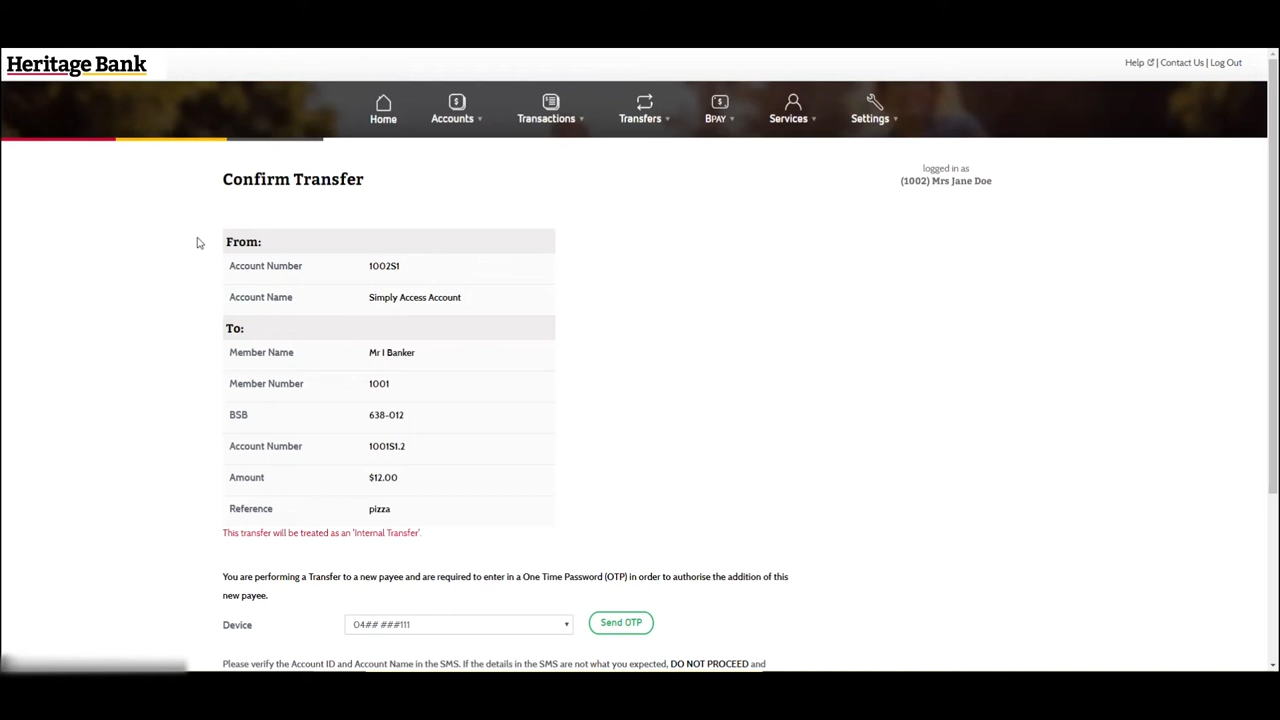 Heritage Bank
Help | Contact Us | Log Out
Home
Accounts
Transactions
Transfers
BPAY
Services
Settings
Confirm Transfer
logged in as
(1002) Mrs Jane Doe
From:
Account Number 1002S1
Account Name Simply Access Account
To:
Member Name Mr I Banker
Member Number 1001
BSB 638-012
Account Number 1001S1.2
Amount $12.00
Reference pizza
This transfer will be treated as an 'Internal Transfer'.
You are performing a Transfer to a new payee and are required to enter in a One Time Password (OTP) in order to authorise the addition of this
new payee.
Device 04## ###111 Send OTP
Please verify the Account ID and Account Name in the SMS. If the details in the SMS are not what you expected, DO NOT PROCEED and